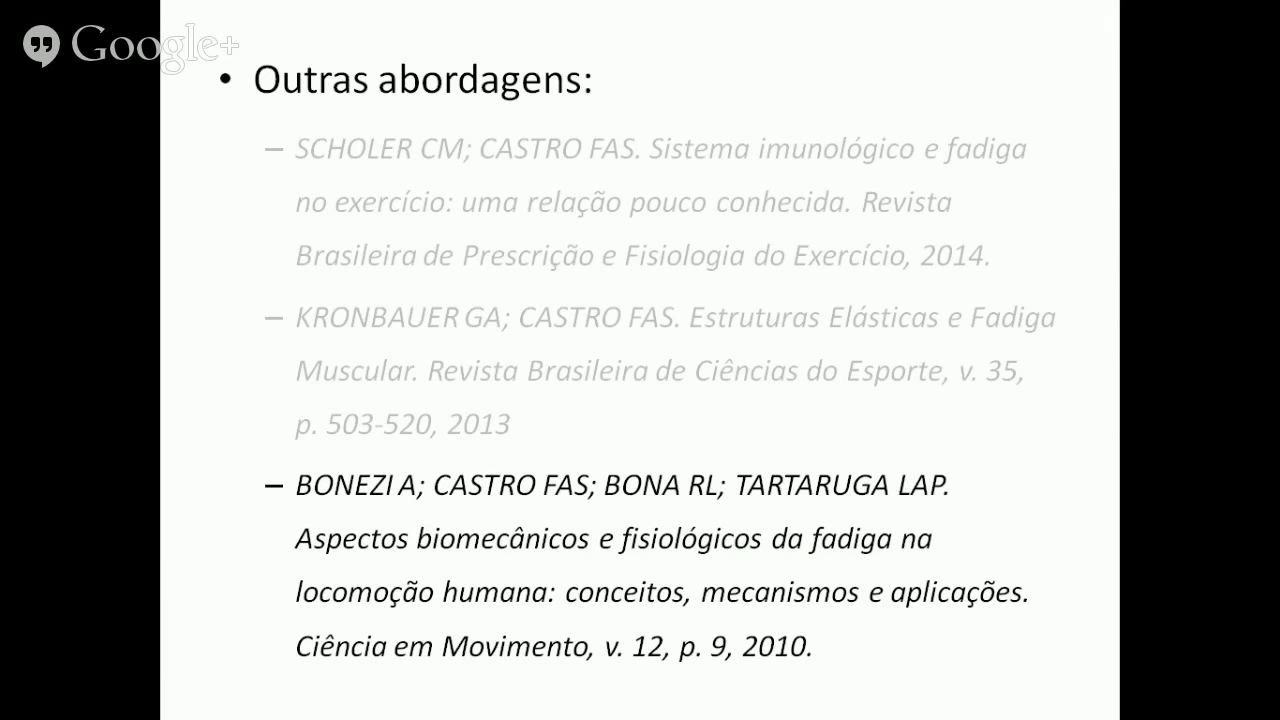 Google+
• Outras abordagens:
– SCHOLER CM; CASTRO FAS. Sistema imunológico e fadiga
no exercício: uma relação pouco conhecida. Revista
Brasileira de Prescrição e Fisiologia do Exercício, 2014.
– KRONBAUER GA; CASTRO FAS. Estruturas Elásticas e Fadiga
Muscular. Revista Brasileira de Ciências do Esporte, v. 35,
p. 503-520, 2013
– BONEZI A; CASTRO FAS; BONA RL; TARTARUGA LAP.
Aspectos biomecânicos e fisiológicos da fadiga na
locomoção humana: conceitos, mecanismos e aplicações.
Ciência em Movimento, v. 12, p. 9, 2010.